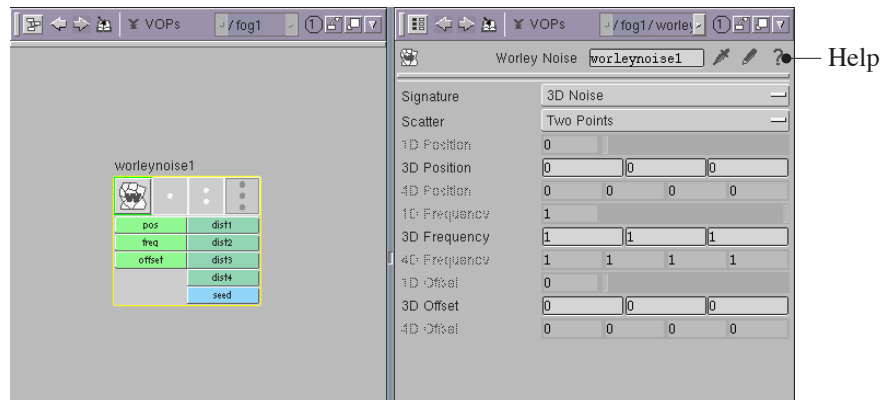 VOPs / fog1 1
VOPs / fog1 / worley 1
Worley Noise worleynoise1 ? Help
worleynoise1
pos dist1
freq dist2
offset dist3
dist4
seed
Signature 3D Noise
Scatter Two Points
1D Position 0
3D Position 0 0 0
4D Position 0 0 0 0
1D Frequency 1
3D Frequency 1 1 1
4D Frequency 1 1 1 1
1D Offset 0
3D Offset 0 0 0
4D Offset 0 0 0 0